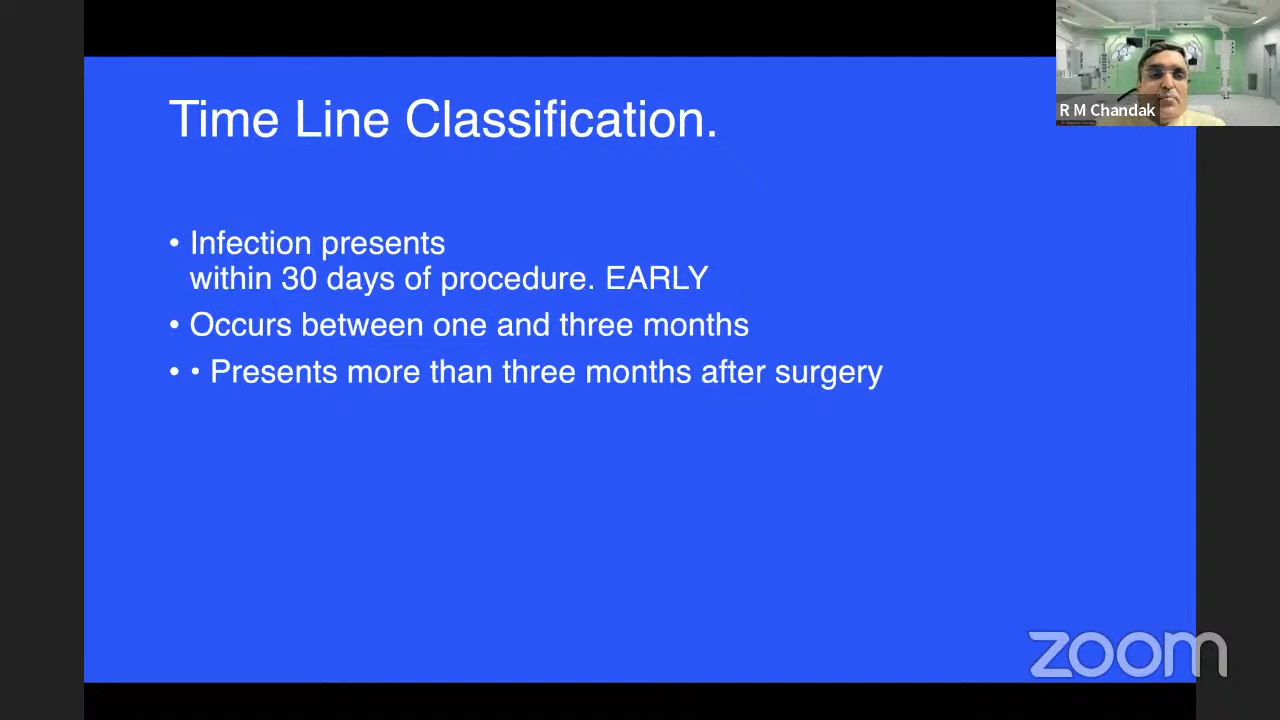 Time Line Classification.
• Infection presents
within 30 days of procedure. EARLY
• Occurs between one and three months
• • Presents more than three months after surgery
R M Chandak
zoom